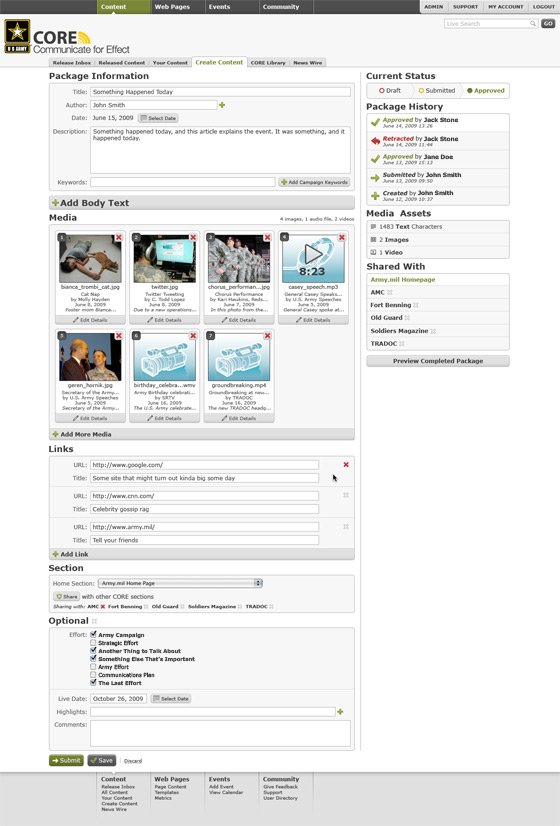 Content
Web Pages
Events
Community
ADMIN
SUPPORT
MY ACCOUNT
LOGOUT
U.S.ARMY
CORE
Communicate for Effect
Live Search
GO
Release Inbox
Released Content
Your Content
Create Content
CORE Library
News Wire
Package Information
Title: Something Happened Today
Author: John Smith
Date: June 15, 2009 Select Date
Description: Something happened today, and this article explains the event. It was something, and it
happened today.
Keywords: Add Campaign Keywords
Add Body Text
Media
4 images, 1 audio file, 2 videos
1
bianca_trombi_cat.jpg
Cat Nap
by Molly Hayden
June 8, 2009
Foster mom Bianca...
Edit Details
2
twitter.jpg
Twitter Tweeting
by C. Todd Lopez
June 8, 2009
Due to a new operations...
Edit Details
3
chorus_performan...jpg
Chorus Performance
by Kari Hawkins, Reds...
June 7, 2009
In this photo from the...
Edit Details
4
8:23
casey_speech.mp3
General Casey Speaks...
by U.S. Army Speeches
June 5, 2009
General Casey spoke at...
Edit Details
5
geren_hornik.jpg
Secretary of the Army...
by U.S. Army Speeches
June 5, 2009
Secretary of the Army...
Edit Details
6
birthday_celebra...wmv
Army Birthday celebrat...
by SRTV
June 16, 2009
The U.S. Army celebrate...
Edit Details
7
groundbreaking.mp4
GroundBreaking at new...
by TRADOC
June 16, 2009
The new TRADOC headq...
Edit Details
Add More Media
Links
URL: http://www.google.com/
Title: Some site that might turn out kinda big some day
URL: http://www.cnn.com/
Title: Celebrity gossip rag
URL: http://www.army.mil/
Title: Tell your friends
Add Link
Section
Home Section: Army.mil Home Page
Share with other CORE sections
Sharing with: AMC Fort Benning Old Guard Soldiers Magazine TRADOC
Optional
Effort: Army Campaign
Strategic Effort
Another Thing to Talk About
Something Else That's Important
Army Effort
Communications Plan
The Last Effort
Live Date: October 26, 2009 Select Date
Highlights:
Comments:
Submit
Save
Discard
Current Status
Draft
Submitted
Approved
Package History
Approved by Jack Stone
June 14, 2009 13:26
Retracted by Jack Stone
June 14, 2009 11:44
Approved by Jane Doe
June 13, 2009 15:13
Submitted by John Smith
June 13, 2009 09:50
Created by John Smith
June 12, 2009 10:37
Media Assets
1483 Text Characters
2 Images
1 Video
Shared With
Army.mil Homepage
AMC
Fort Benning
Old Guard
Soldiers Magazine
TRADOC
Preview Completed Package
Content
Release Inbox
All Content
Your Content
Create Content
News Wire
Web Pages
Page Content
Templates
Metrics
Events
Add Event
View Calendar
Community
Give Feedback
Support
User Directory